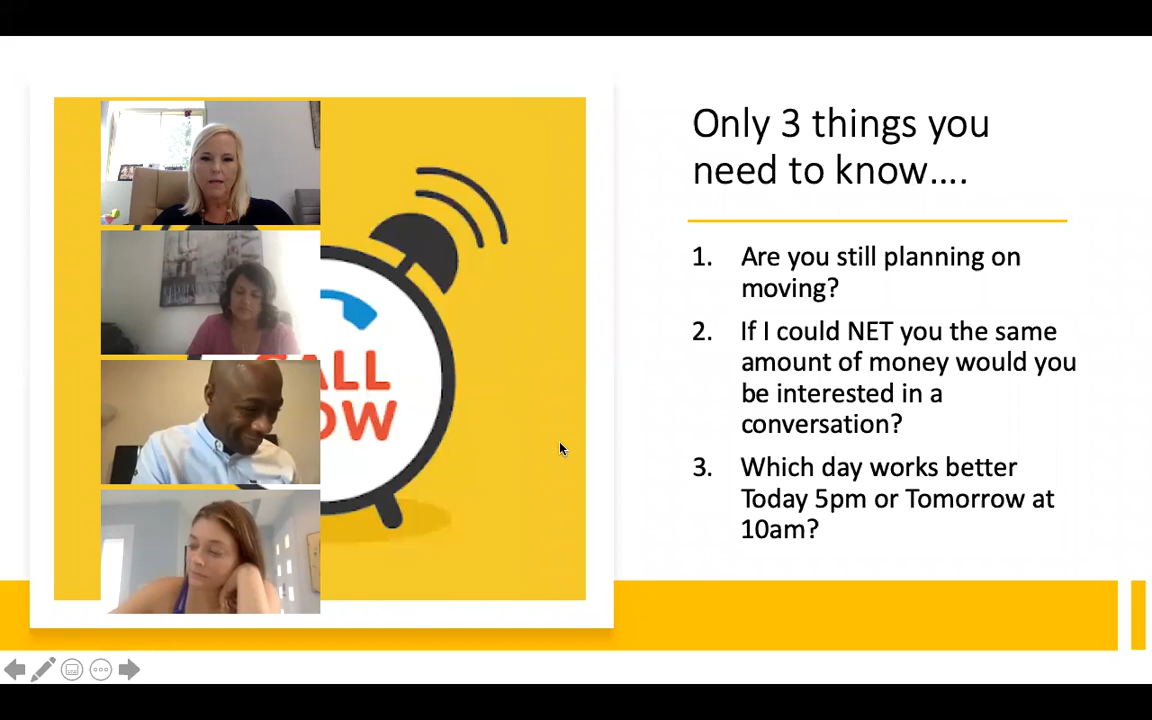 Only 3 things you
need to know....
1. Are you still planning on
moving?
2. If I could NET you the same
amount of money would you
be interested in a
conversation?
3. Which day works better
Today 5pm or Tomorrow at
10am?